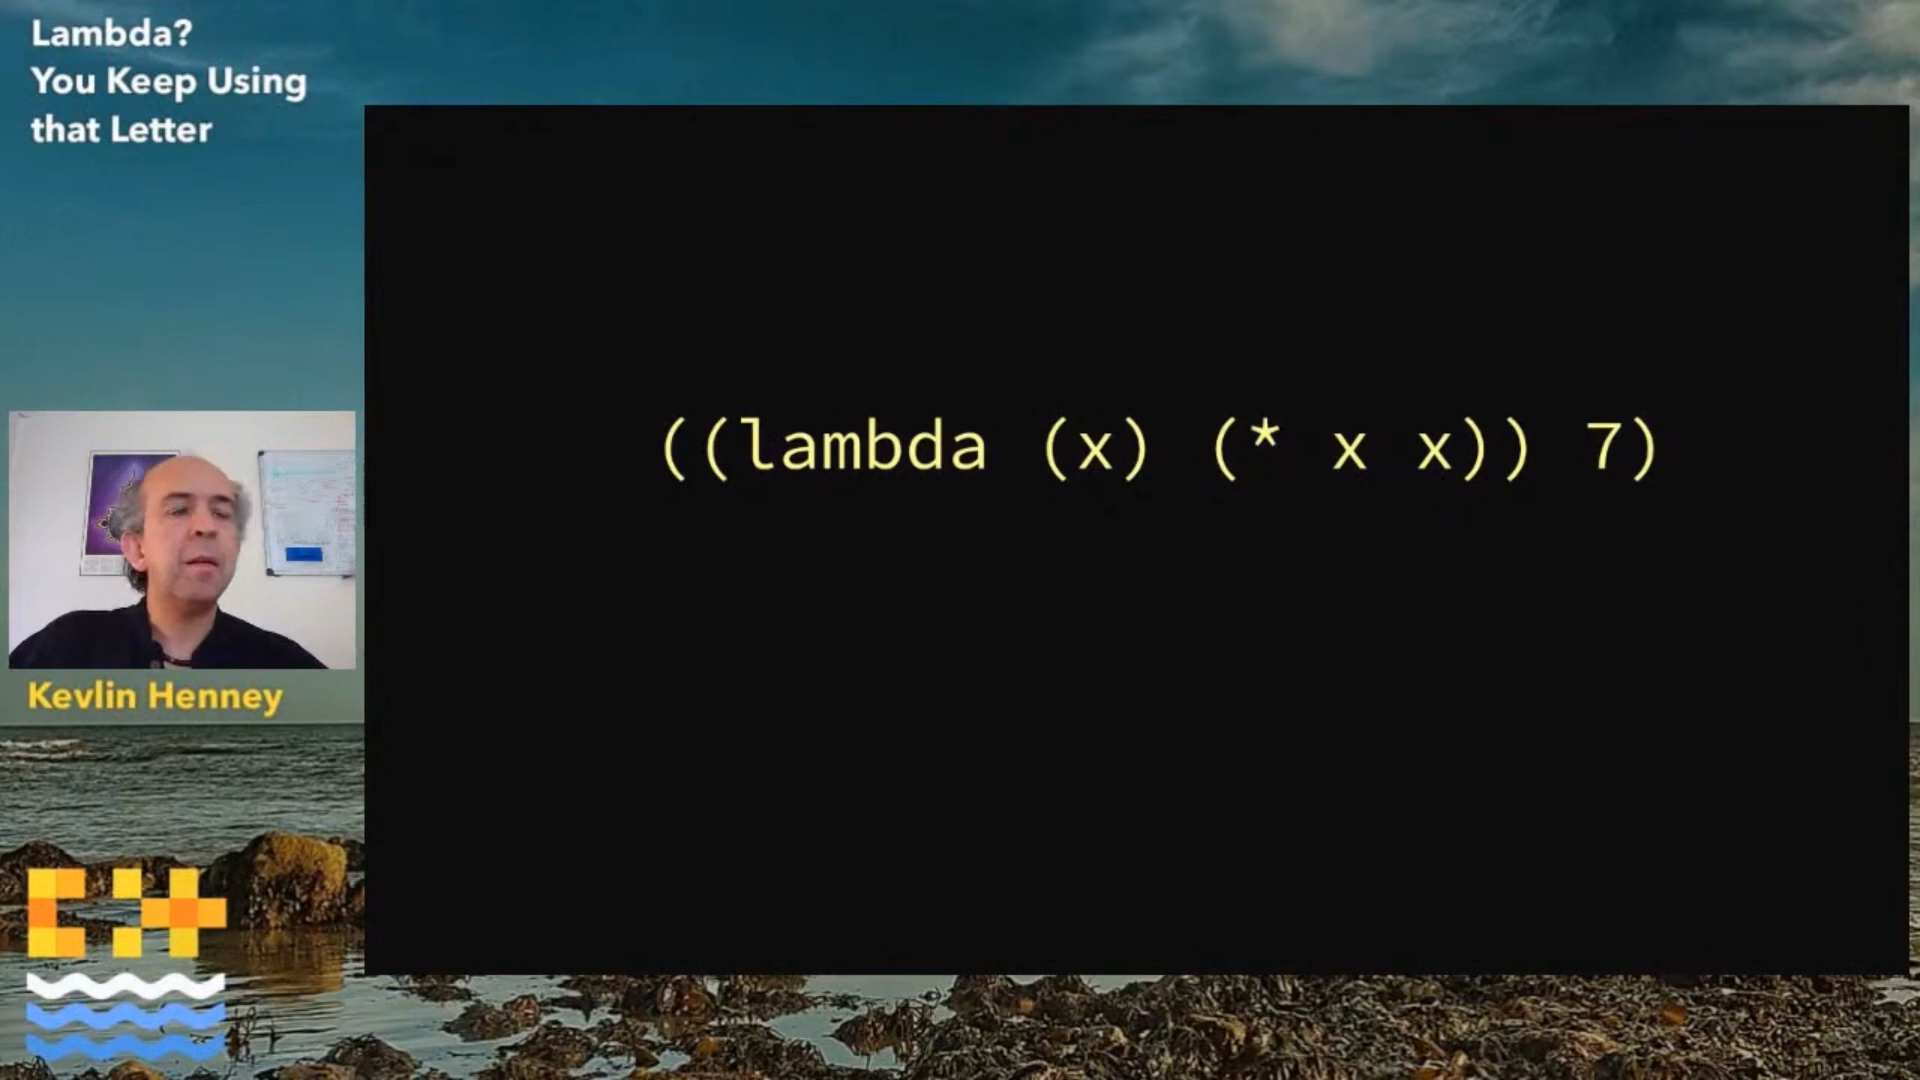 Lambda?
You Keep Using
that Letter
((lambda (x) (* x x)) 7)
Kevlin Henney